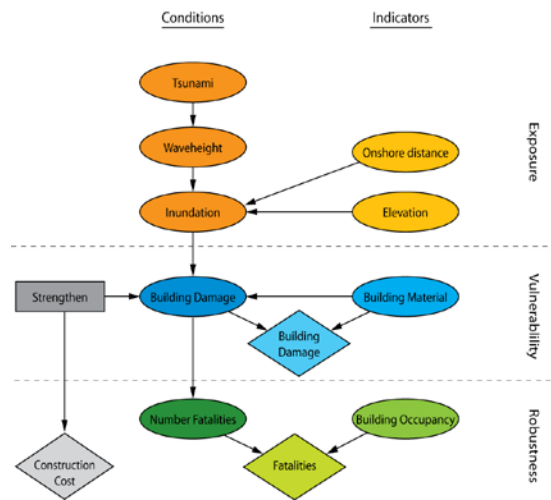 Conditions
Indicators
Tsunami
Waveheight
Onshore distance
Inundation
Elevation
Exposure
Strengthen
Building Damage
Building Material
Building
Damage
Vulnerablility
Number Fatalities
Building Occupancy
Construction
Cost
Fatalities
Robustness